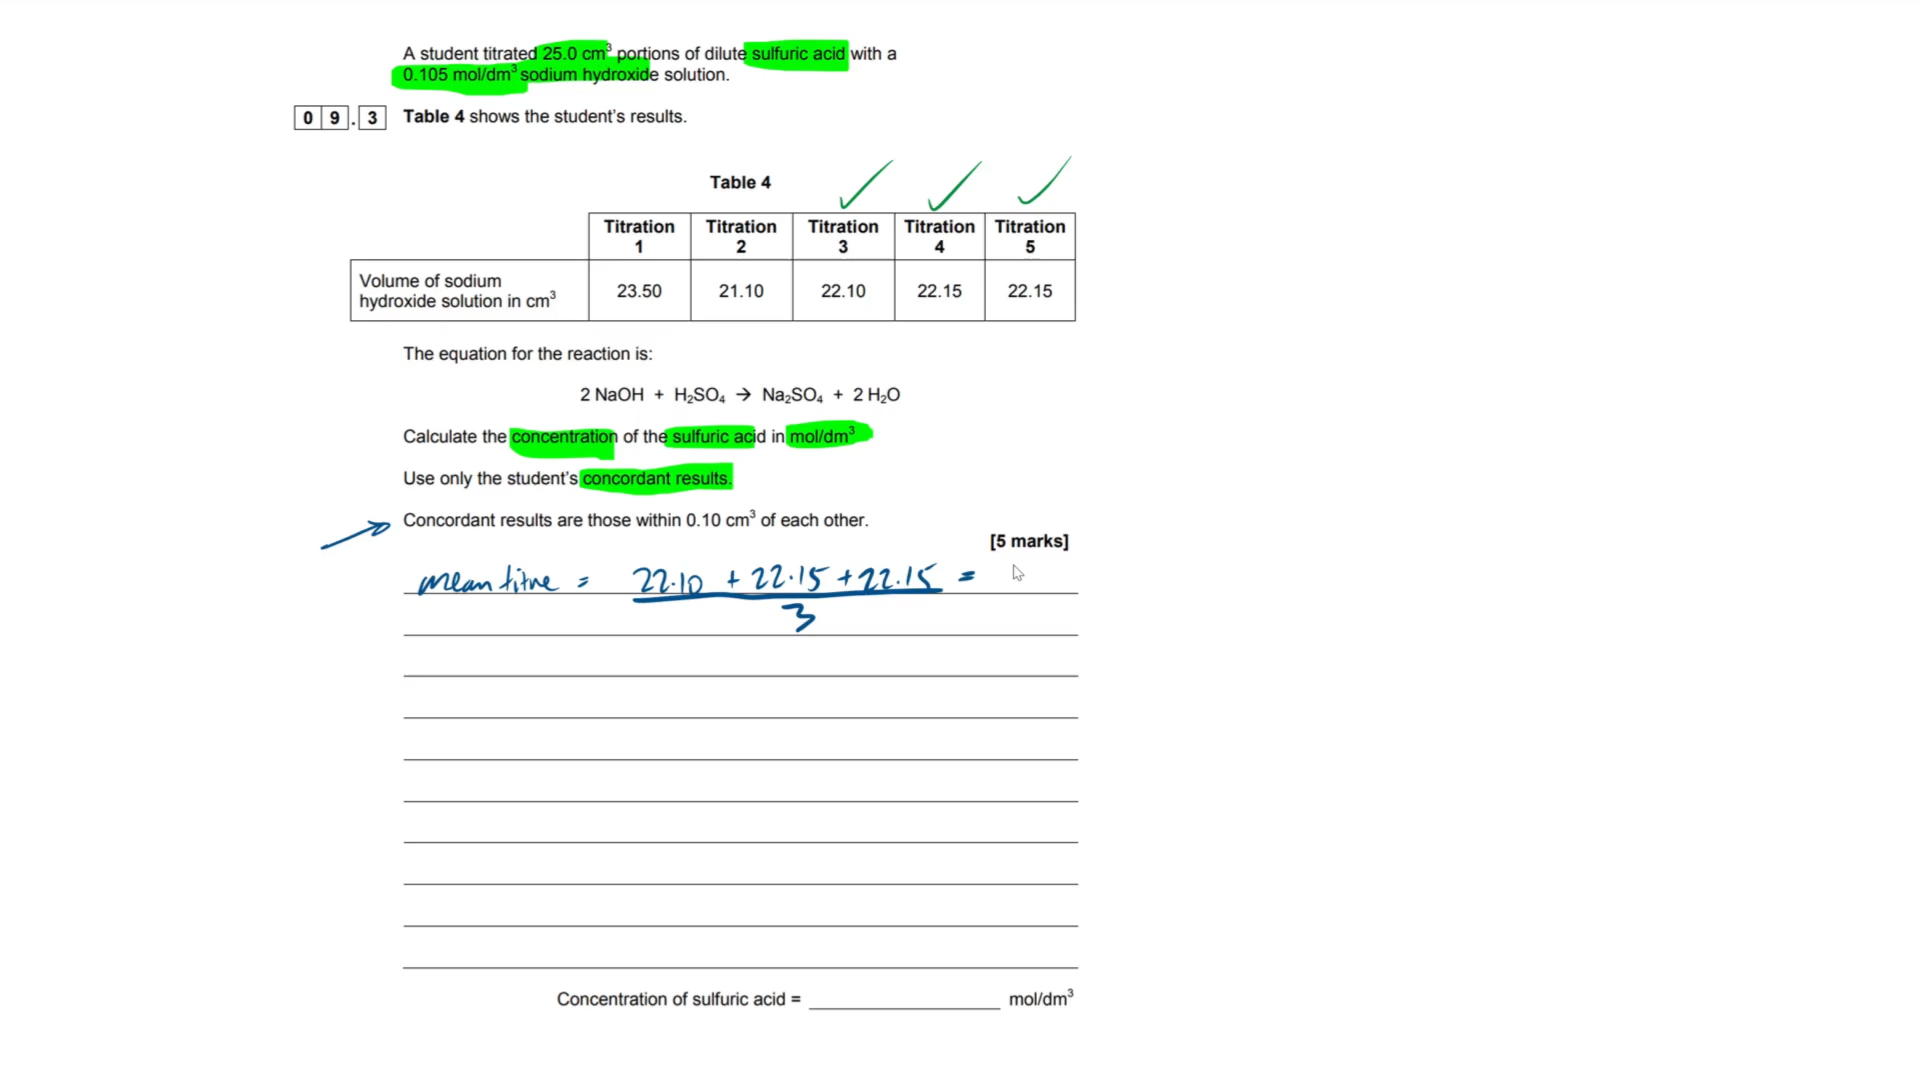 A student titrated 25.0 cm³ portions of dilute sulfuric acid with a
0.105 mol/dm³ sodium hydroxide solution.
0 9 . 3 Table 4 shows the student's results.
Table 4
Titration 1 Titration 2 Titration 3 Titration 4 Titration 5
Volume of sodium hydroxide solution in cm³ 23.50 21.10 22.10 22.15 22.15
The equation for the reaction is:
2 NaOH + H₂SO₄ → Na₂SO₄ + 2 H₂O
Calculate the concentration of the sulfuric acid in mol/dm³
Use only the student's concordant results.
Concordant results are those within 0.10 cm³ of each other.
[5 marks]
mean titre = 22.10 + 22.15 + 22.15 =
3
Concentration of sulfuric acid = ____ mol/dm³